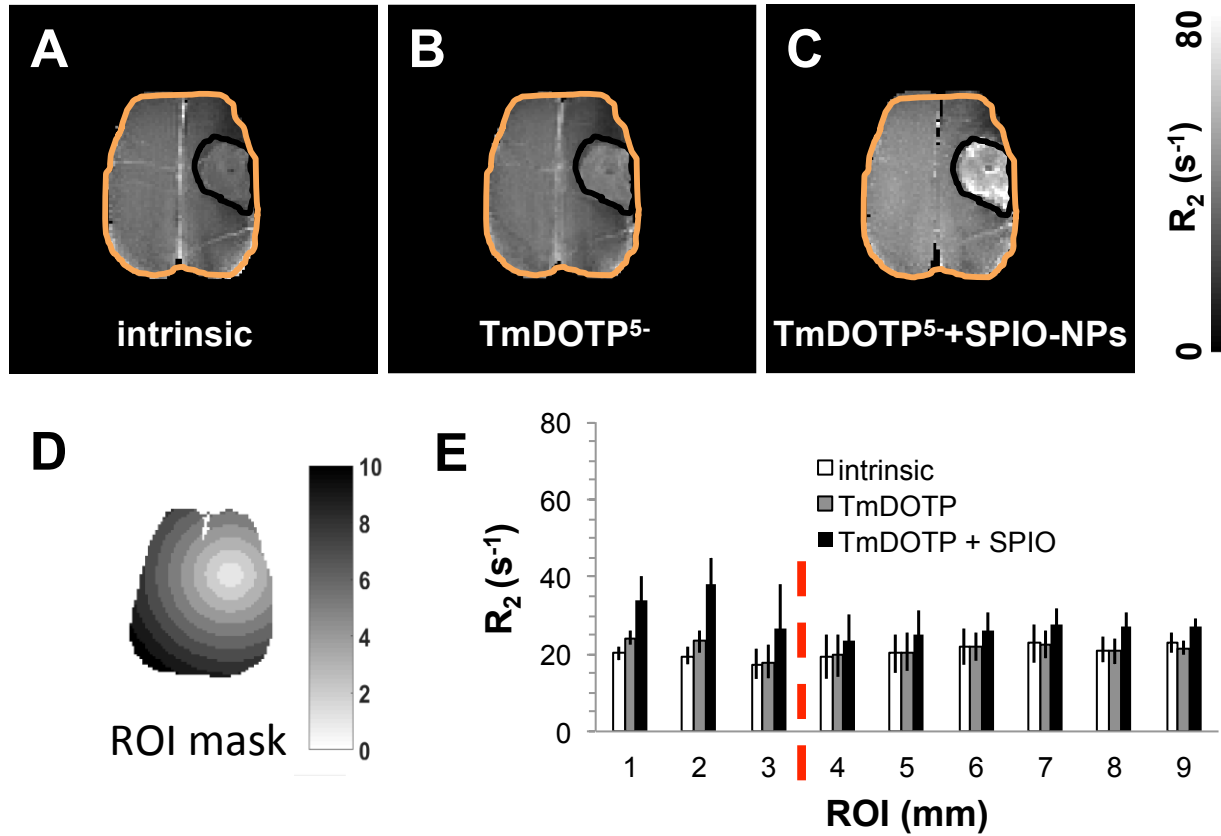 A
B
C
intrinsic
TmDOTP⁵⁻
TmDOTP⁵⁻+SPIO-NPs
80
0
R₂ (s⁻¹)
D
10
8
6
4
2
0
ROI mask
E
80
60
40
20
0
R₂ (s⁻¹)
intrinsic
TmDOTP
TmDOTP + SPIO
1 2 3 4 5 6 7 8 9
ROI (mm)